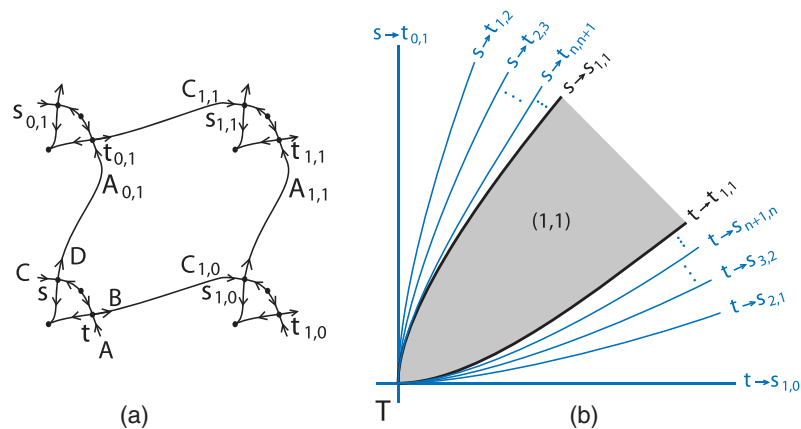 s→t0,1
s→t1,2
s→t2,3
s→tn,n+1
s→s1,1
C1,1
s0,1
s1,1
t0,1
t1,1
A0,1
A1,1
(1,1)
t→t1,1
t→sn+1,n
t→s3,2
t→s2,1
t→s1,0
D
C
C1,0
s
B
s1,0
t
t1,0
A
T
(a)
(b)